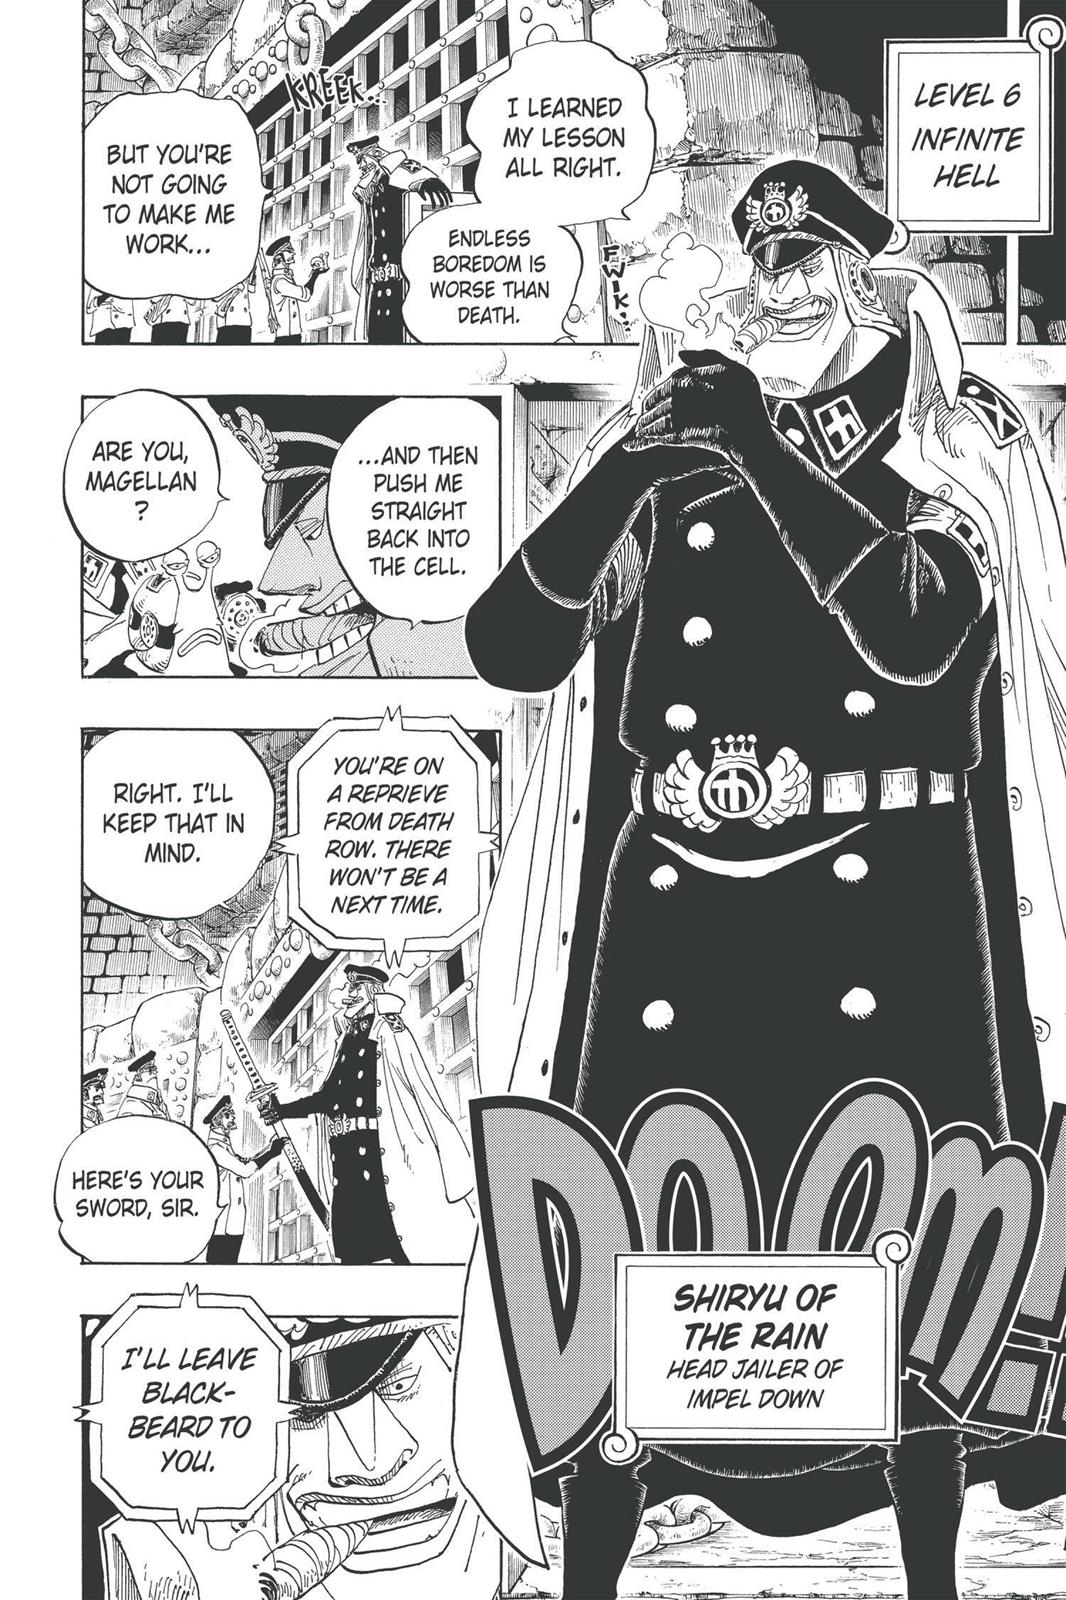 LEVEL 6
INFINITE
HELL
I LEARNED
MY LESSON
ALL RIGHT.
ENDLESS
BOREDOM IS
WORSE THAN
DEATH.
FWIK...
KREEK...
BUT YOU'RE
NOT GOING
TO MAKE ME
WORK...
...AND THEN
PUSH ME
STRAIGHT
BACK INTO
THE CELL.
ARE YOU,
MAGELLAN
?
YOU'RE ON
A REPRIEVE
FROM DEATH
ROW. THERE
WON'T BE A
NEXT TIME.
RIGHT. I'LL
KEEP THAT IN
MIND.
HERE'S YOUR
SWORD, SIR.
I'LL LEAVE
BLACK-
BEARD TO
YOU.
DOOM!!
SHIRYU OF
THE RAIN
HEAD JAILER OF
IMPEL DOWN